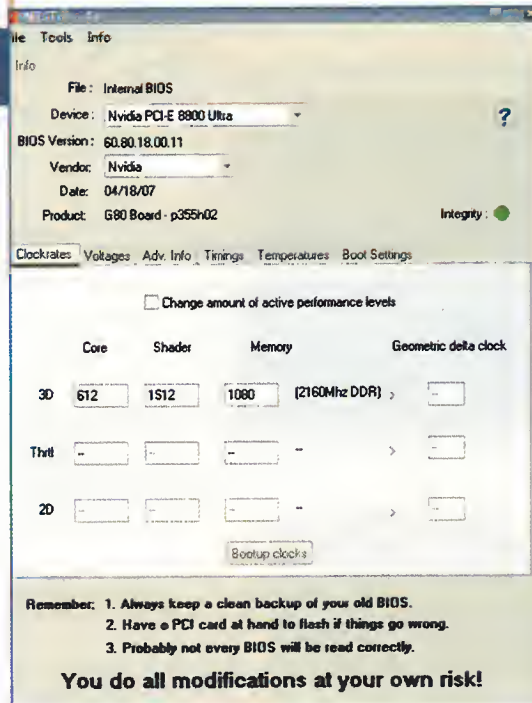 ile Tools Info
Info
File : Internal BIOS
Device : Nvidia PCI-E 8800 Ultra ?
BIOS Version : 60.80.18.00.11
Vendor: Nvidia
Date: 04/18/07
Product: G80 Board - p355h02 Integrity :
Clockrates Voltages Adv. Info Timings Temperatures Boot Settings
Change amount of active performance levels
Core Shader Memory Geometric delta clock
3D 612 1512 1080 (2160Mhz DDR) > --
Thrtl -- -- -- -- > --
2D -- -- -- -- > --
Bootup clocks
Remember: 1. Always keep a clean backup of your old BIOS.
2. Have a PCI card at hand to flash if things go wrong.
3. Probably not every BIOS will be read correctly.
You do all modifications at your own risk!